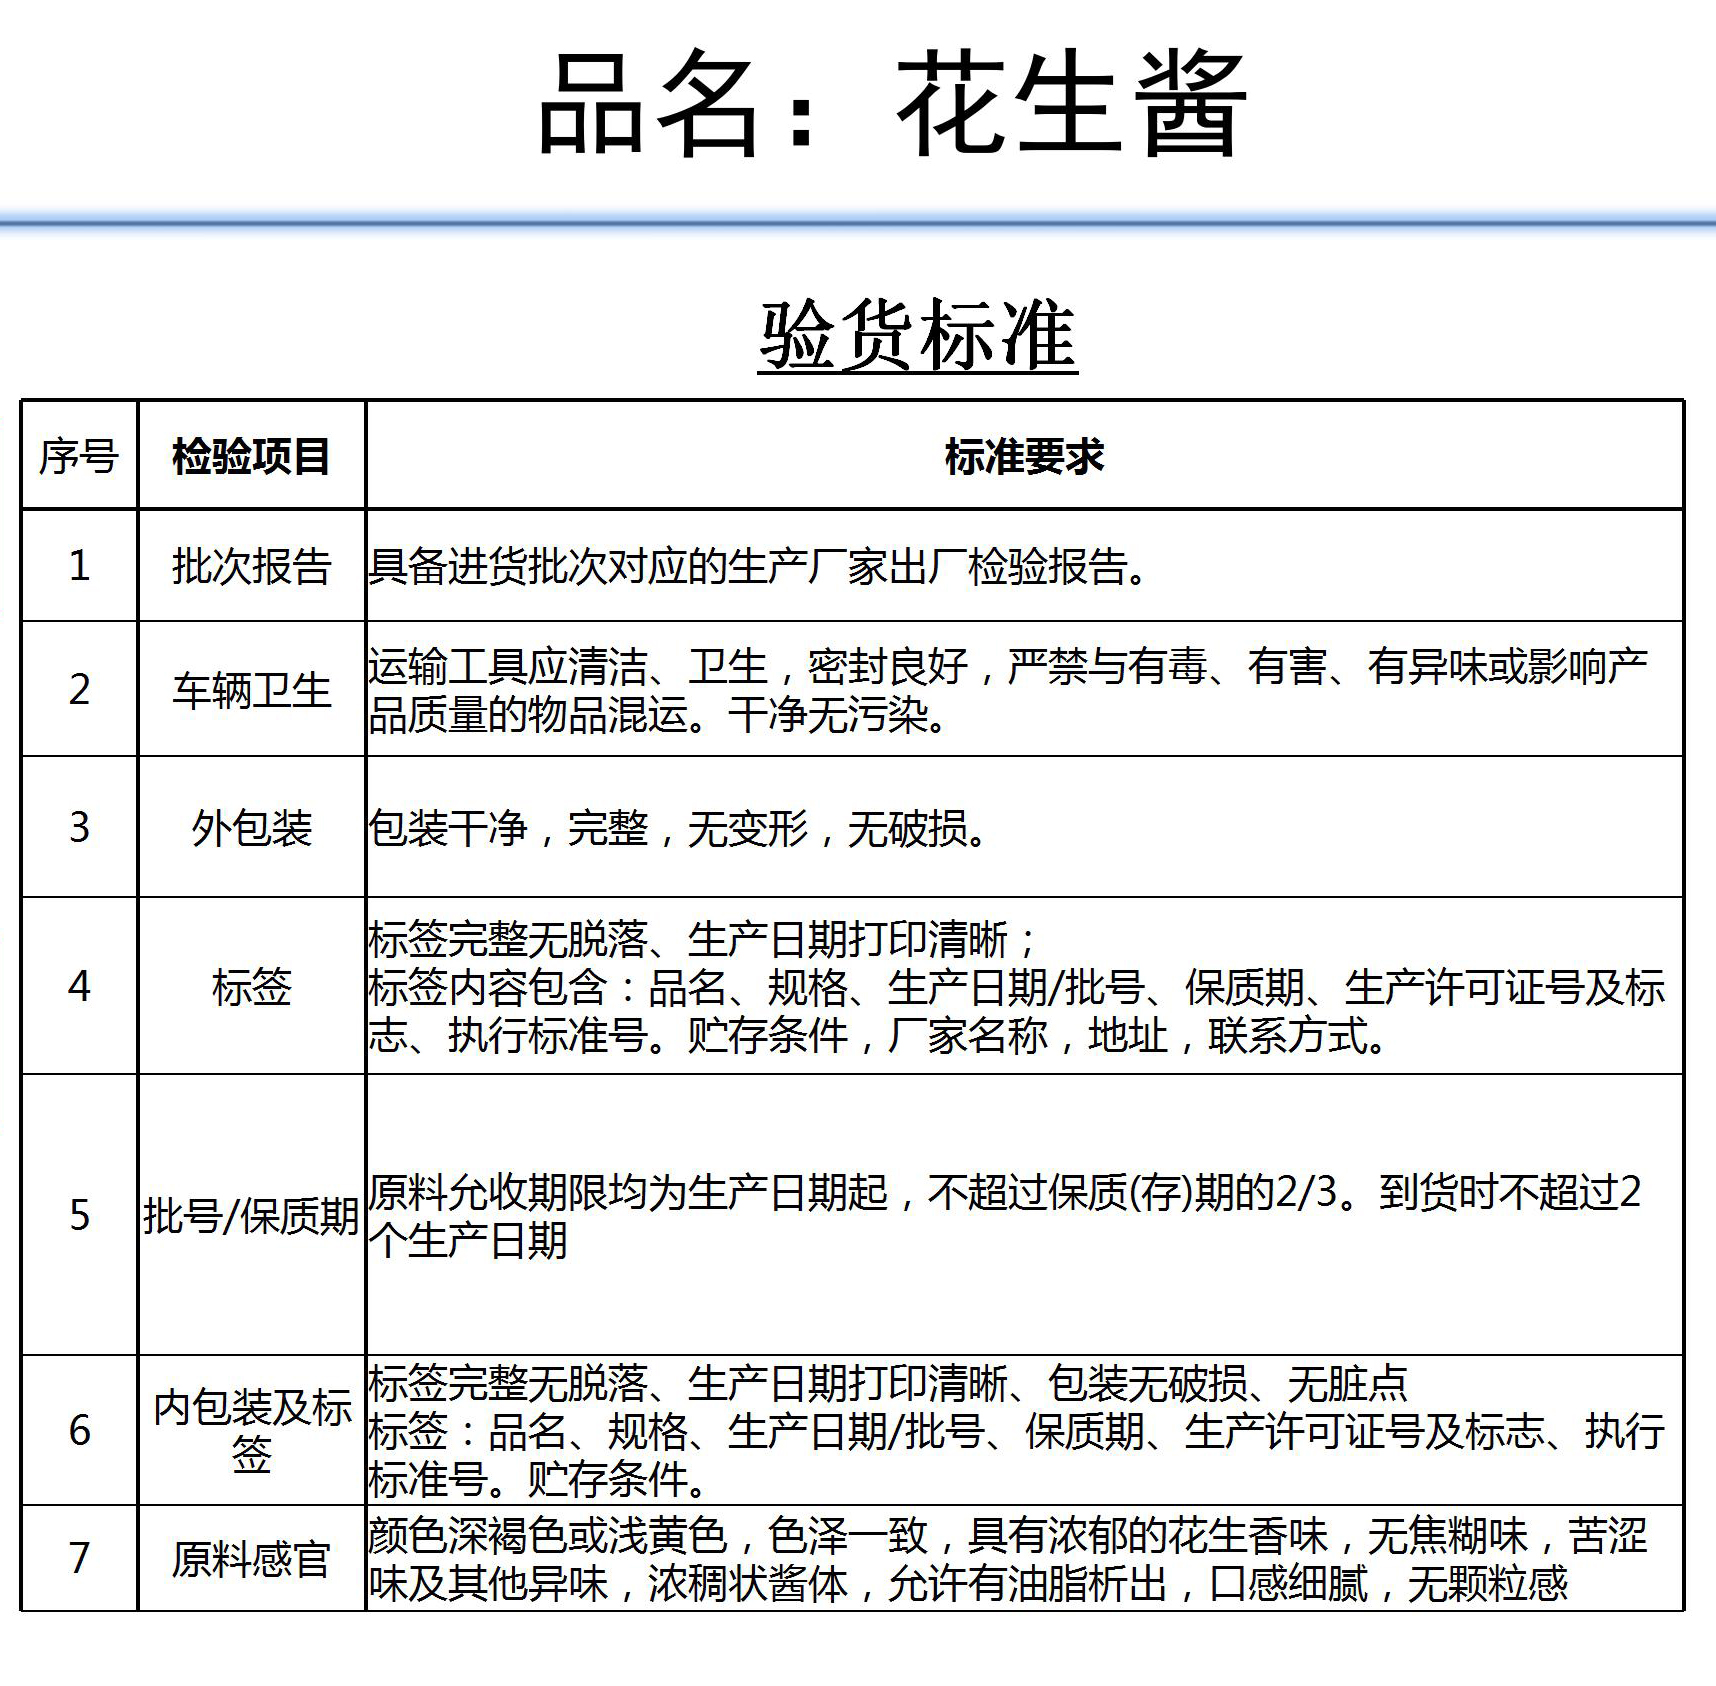 品名：花生酱
验货标准
序号 检验项目 标准要求
1 批次报告 具备进货批次对应的生产厂家出厂检验报告。
2 车辆卫生 运输工具应清洁、卫生，密封良好，严禁与有毒、有害、有异味或影响产
品质量的物品混运。干净无污染。
3 外包装 包装干净，完整，无变形，无破损。
4 标签 标签完整无脱落、生产日期打印清晰；
标签内容包含：品名、规格、生产日期/批号、保质期、生产许可证号及标
志、执行标准号。贮存条件，厂家名称，地址，联系方式。
5 批号/保质期 原料允收期限均为生产日期起，不超过保质(存)期的2/3。到货时不超过2
个生产日期
6 内包装及标
签
标签完整无脱落、生产日期打印清晰、包装无破损、无脏点
标签：品名、规格、生产日期/批号、保质期、生产许可证号及标志、执行
标准号。贮存条件。
7 原料感官 颜色深褐色或浅黄色，色泽一致，具有浓郁的花生香味，无焦糊味，苦涩
味及其他异味，浓稠状酱体，允许有油脂析出，口感细腻，无颗粒感